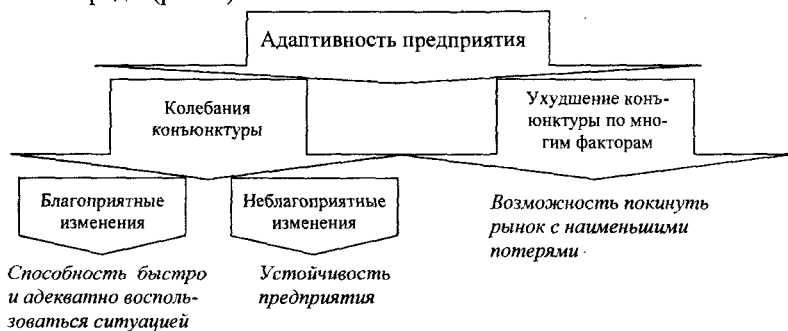 Адаптивность предприятия
Колебания
конъюнктуры
Ухудшение конъ-
юнктуры по мно-
гим факторам
Благоприятные
изменения
Неблагоприятные
изменения
Возможность покинуть
рынок с наименьшими
потерями
Способность быстро
и адекватно восполь-
зоваться ситуацией
Устойчивость
предприятия